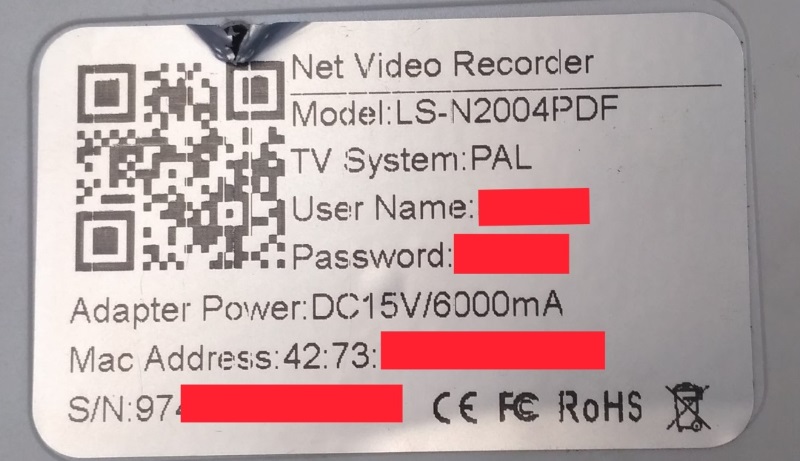 Net Video Recorder
Model:LS-N2004PDF
TV System:PAL
User Name:
Password:
Adapter Power:DC15V/6000mA
Mac Address:42:73:
S/N:974
CE FC RoHS